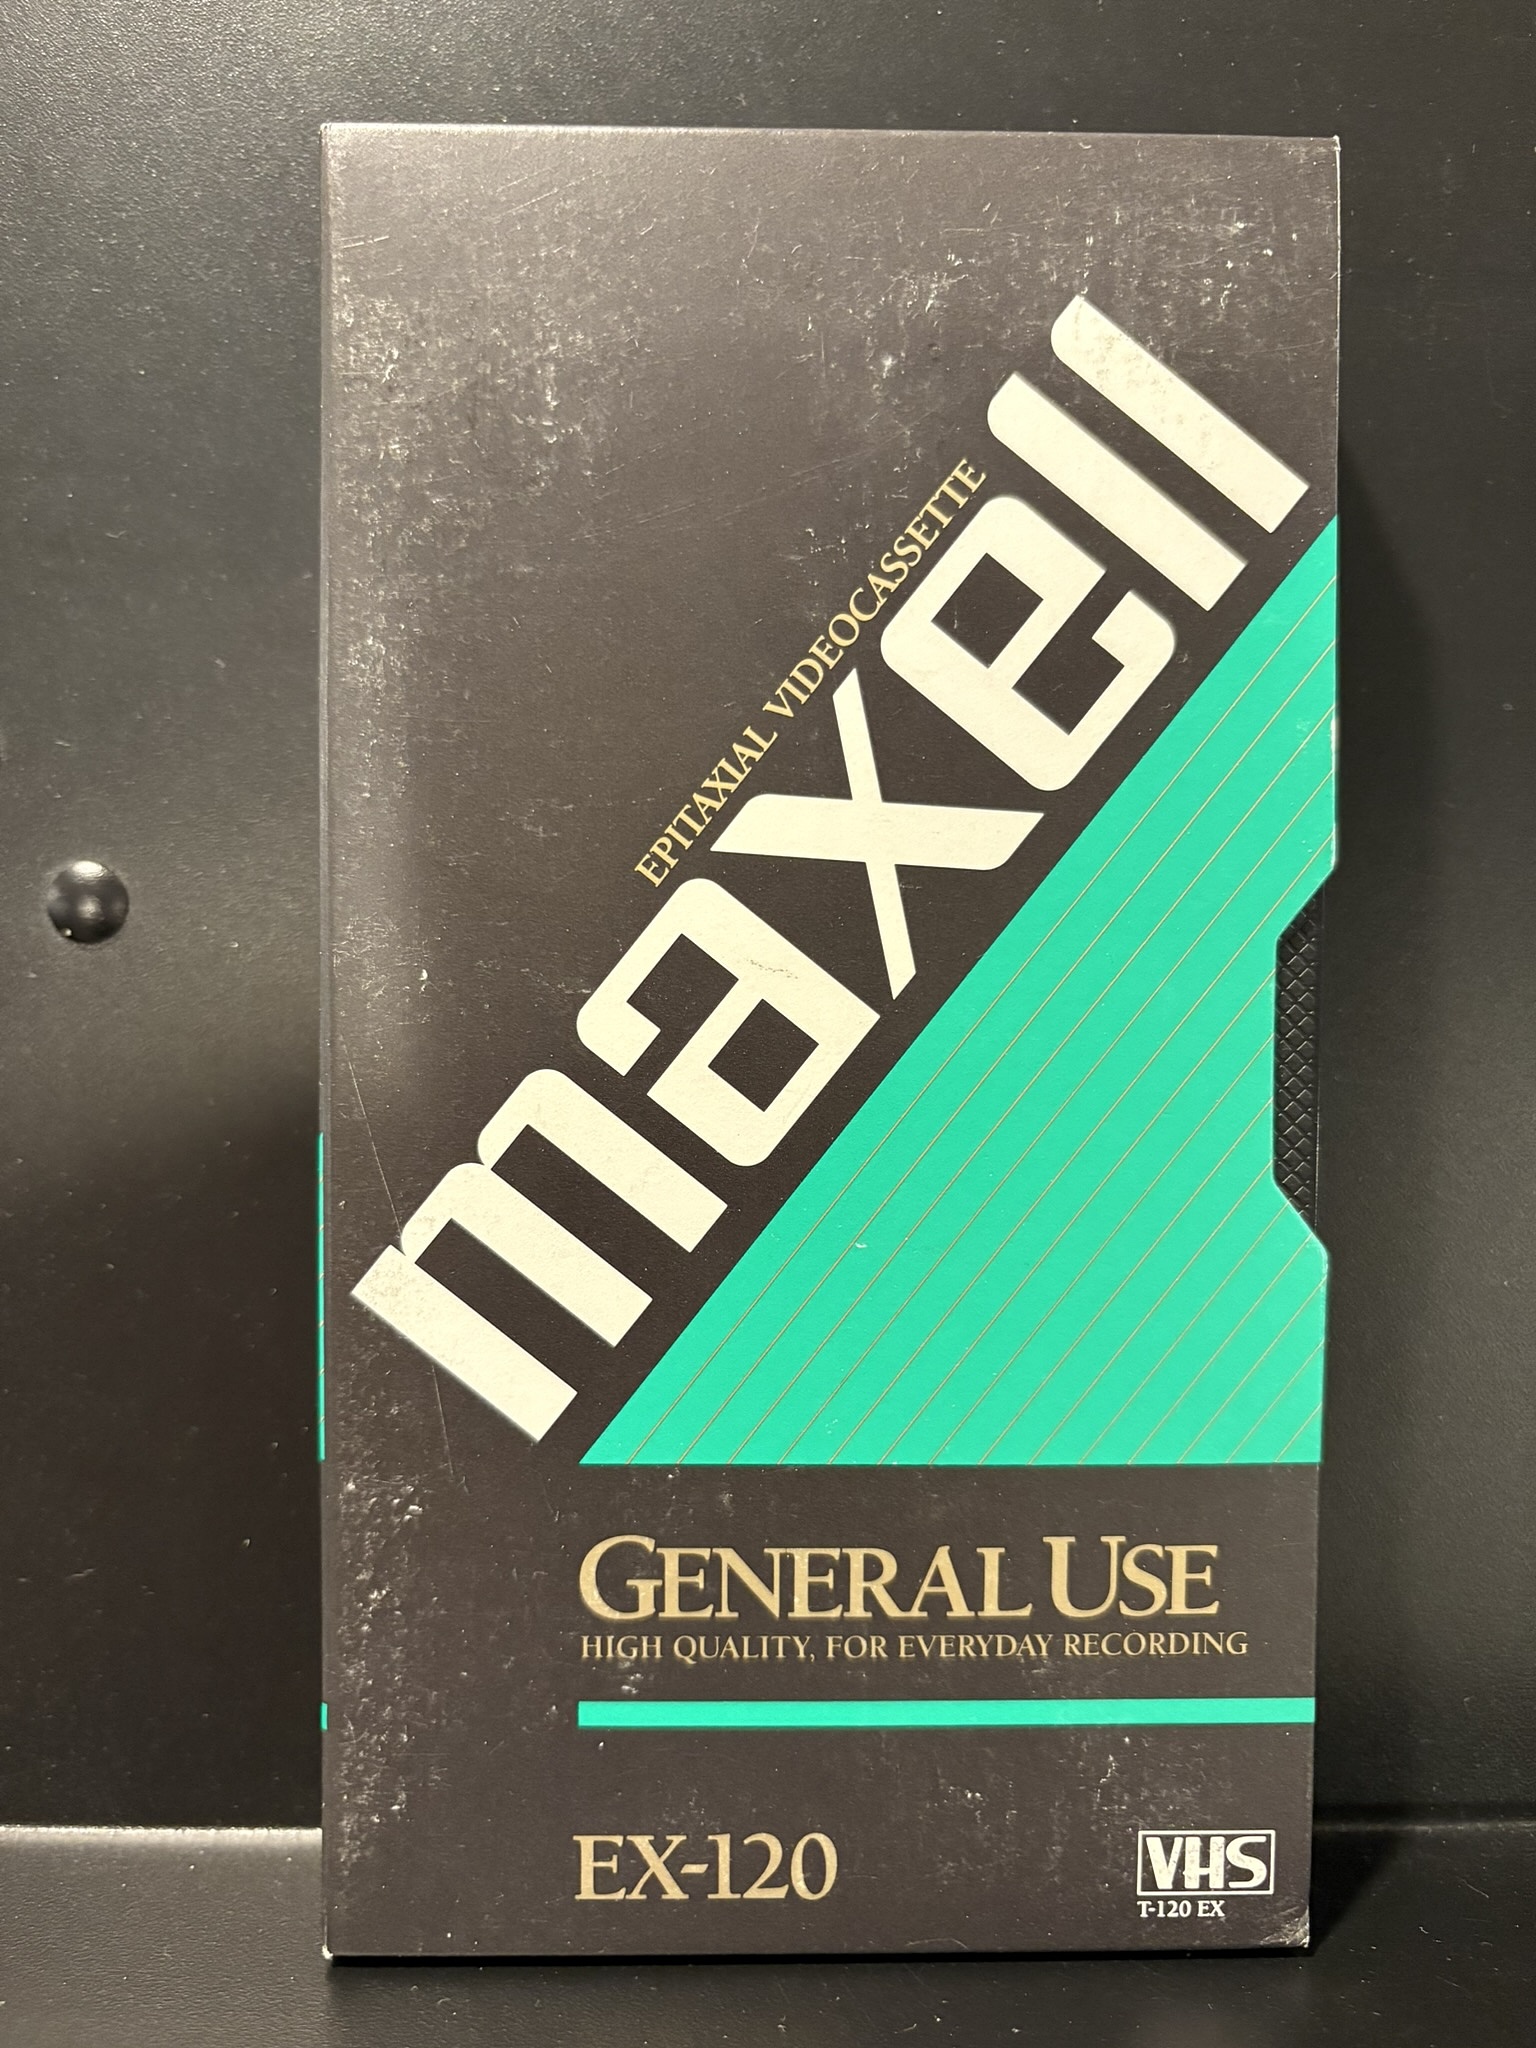 EPITAXIAL VIDEOCASSETTE
maxell
GENERAL USE
HIGH QUALITY, FOR EVERYDAY RECORDING
EX-120
VHS
T-120 EX